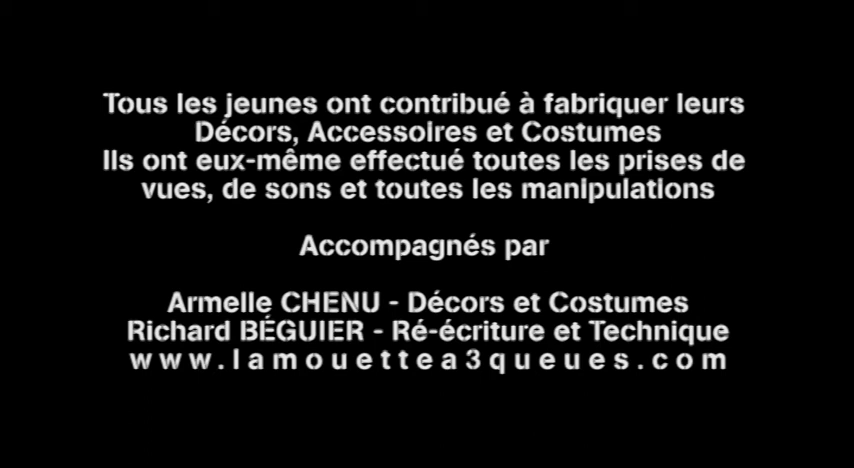 Tous les jeunes ont contribué à fabriquer leurs
Décors, Accessoires et Costumes
Ils ont eux-même effectué toutes les prises de
vues, de sons et toutes les manipulations
Accompagnés par
Armelle CHENU - Décors et Costumes
Richard BÉGUIER - Ré-écriture et Technique
www.lamouettea3queues.com